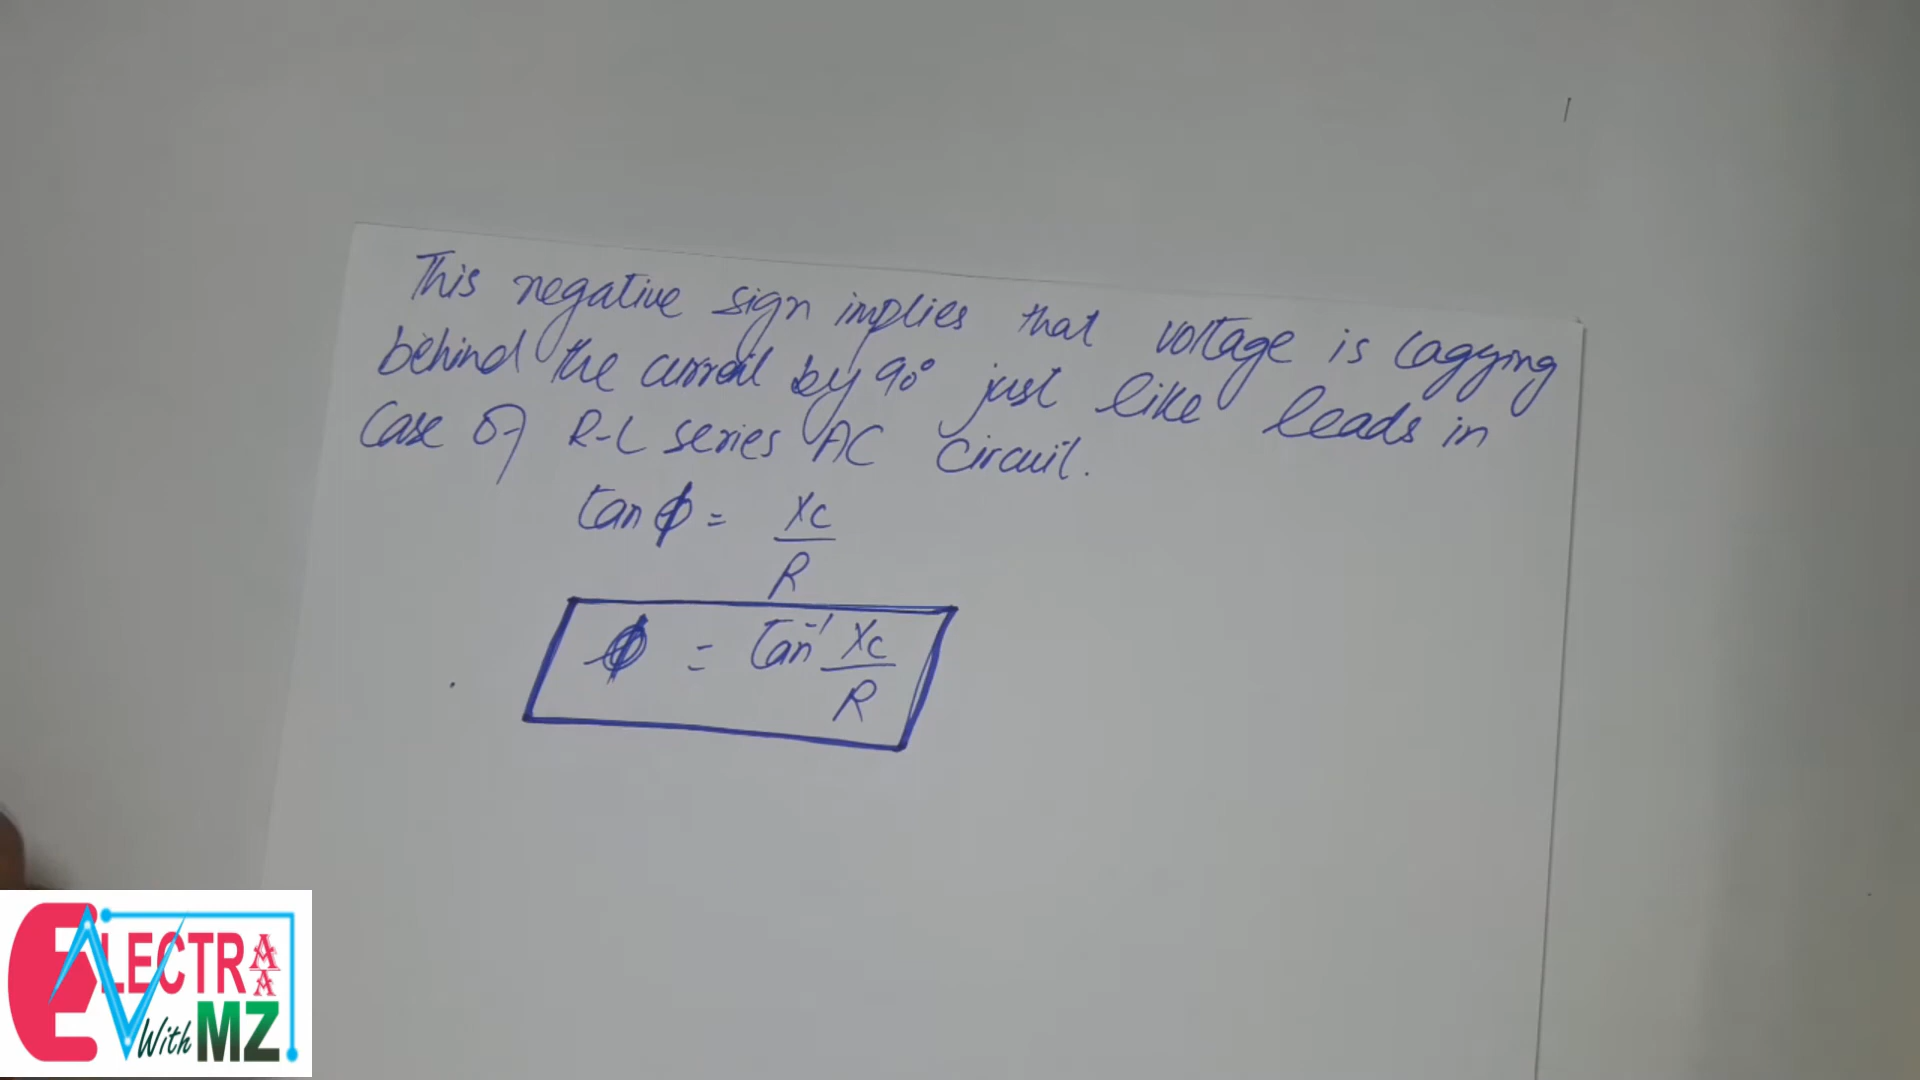 This negative sign implies that voltage is lagging
behind the current by 90° just like leads in
Case of R-L series AC Circuit.
tan ϕ = Xc
R
ϕ = tan⁻¹ Xc
R
ELECTRA
With MZ